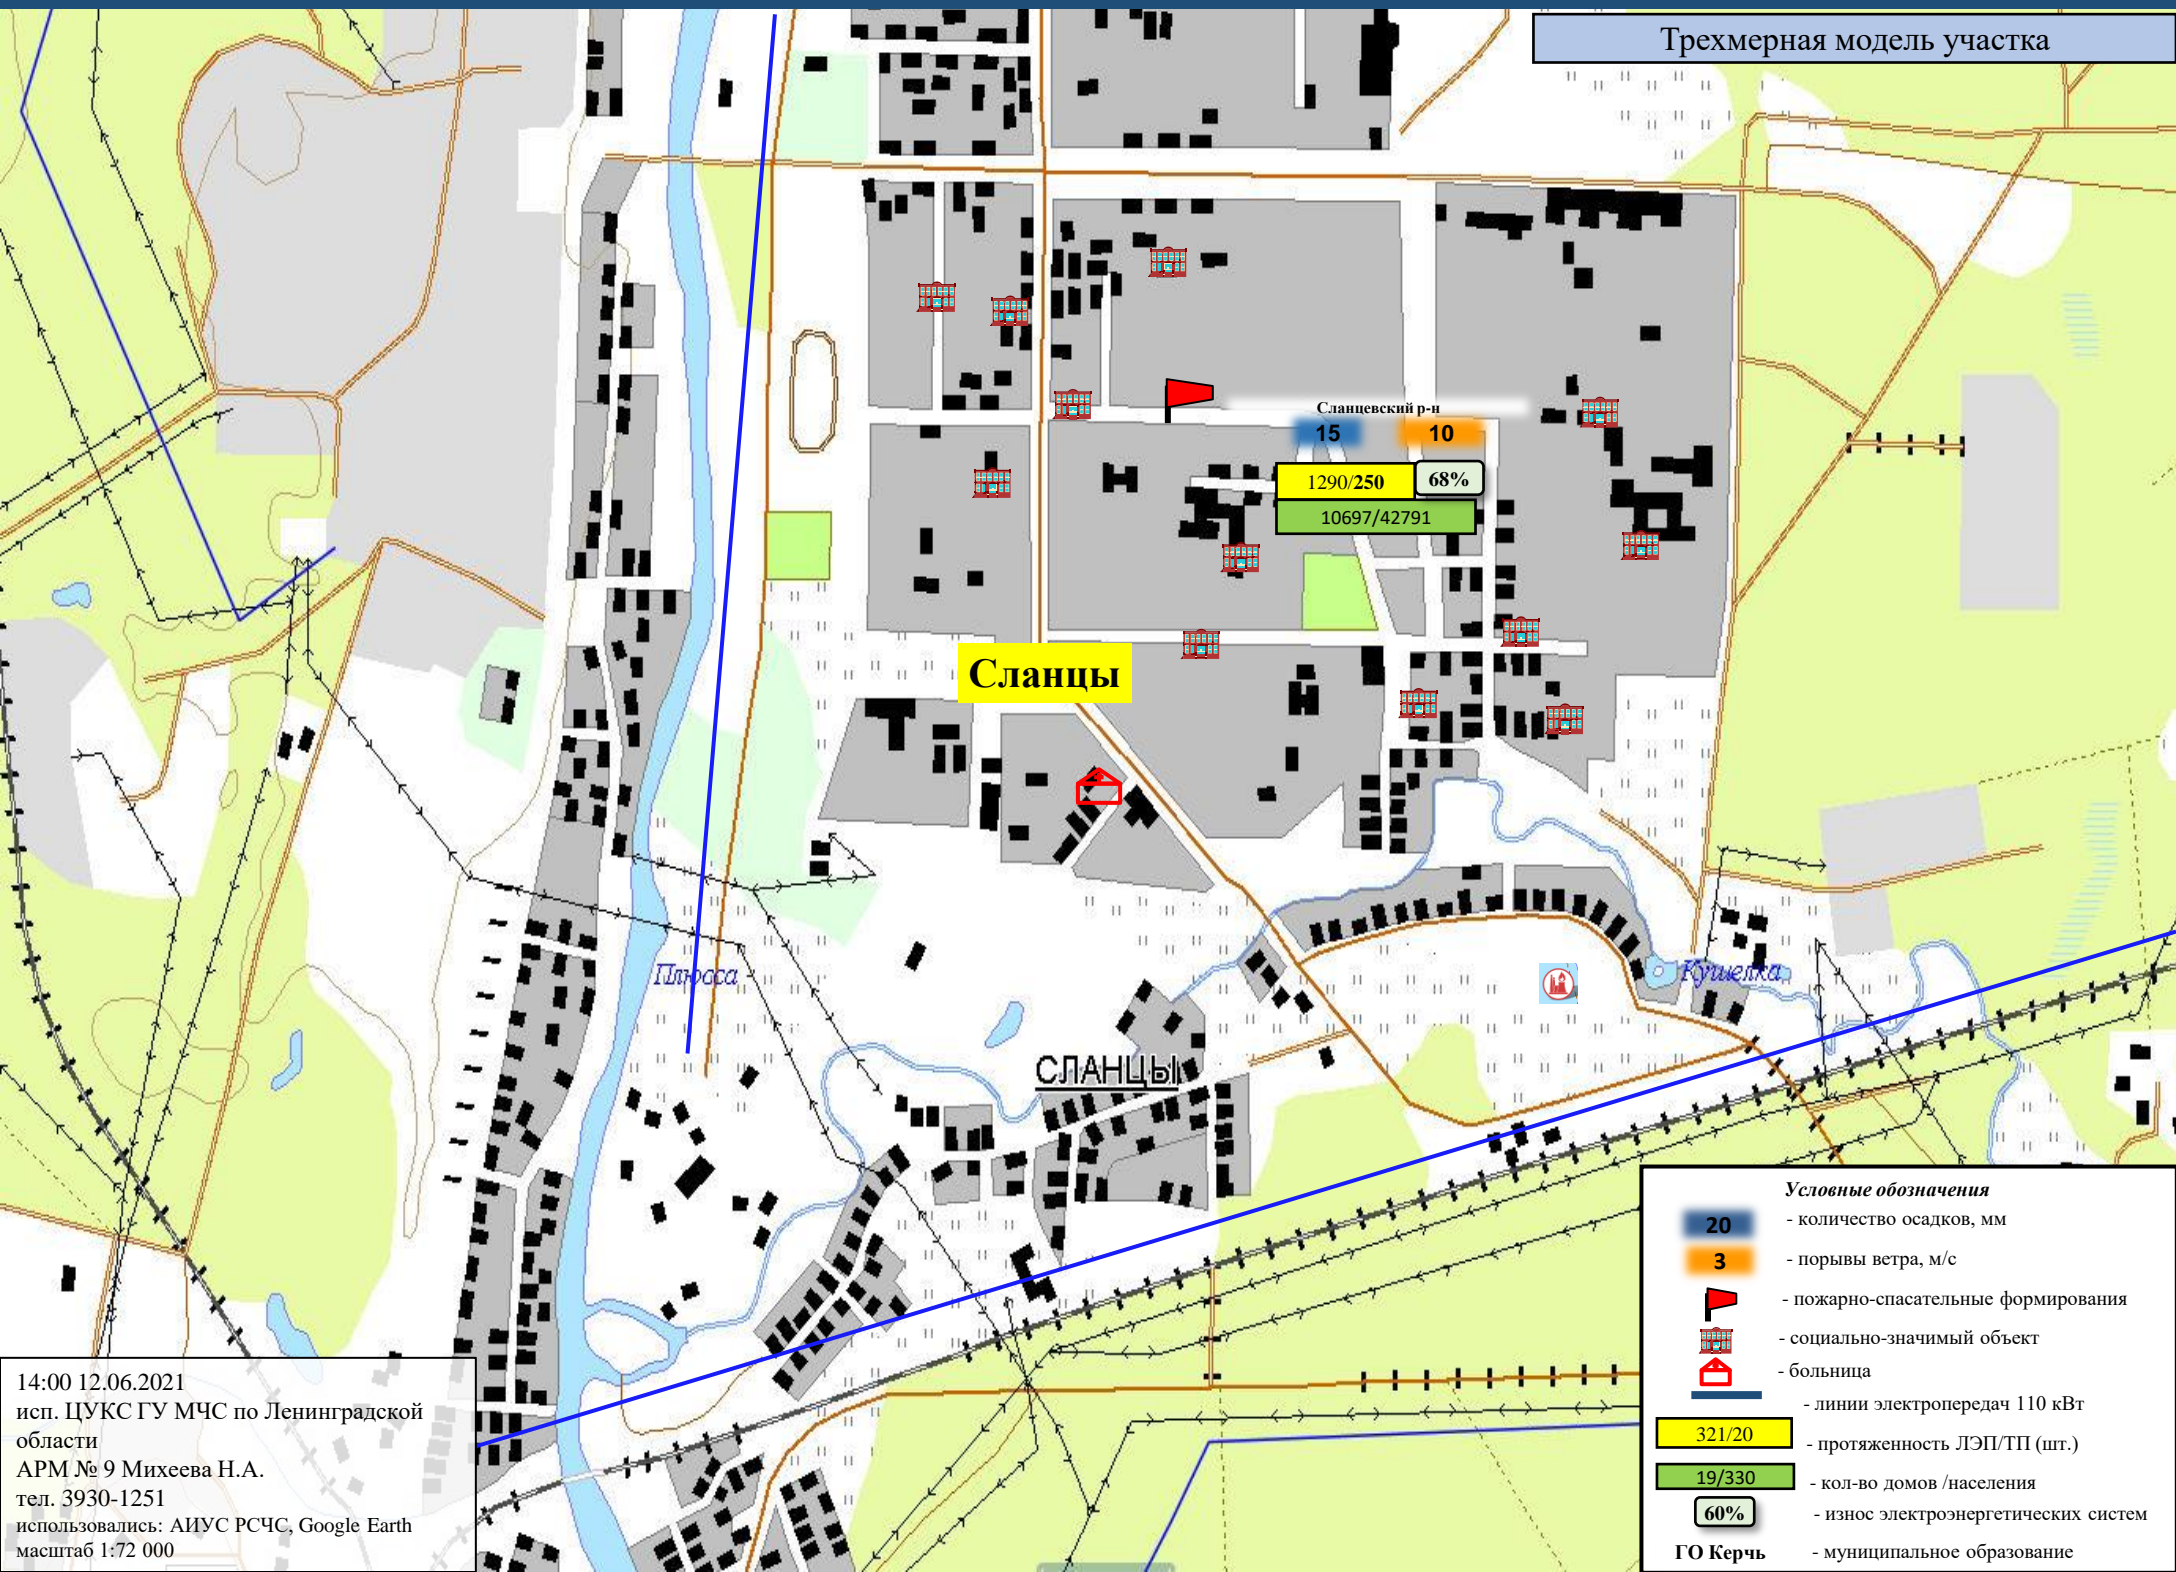 Трехмерная модель участка
Сланцевский р-н
15
10
1290/250
68%
10697/42791
Сланцы
Плюсса
Кушелка
СЛАНЦЫ
Условные обозначения
20 - количество осадков, мм
3 - порывы ветра, м/с
- пожарно-спасательные формирования
- социально-значимый объект
- больница
- линии электропередач 110 кВт
321/20 - протяженность ЛЭП/ТП (шт.)
19/330 - кол-во домов /населения
60% - износ электроэнергетических систем
ГО Керчь - муниципальное образование
14:00 12.06.2021
исп. ЦУКС ГУ МЧС по Ленинградской
области
АРМ № 9 Михеева Н.А.
тел. 3930-1251
использовались: АИУС РСЧС, Google Earth
масштаб 1:72 000